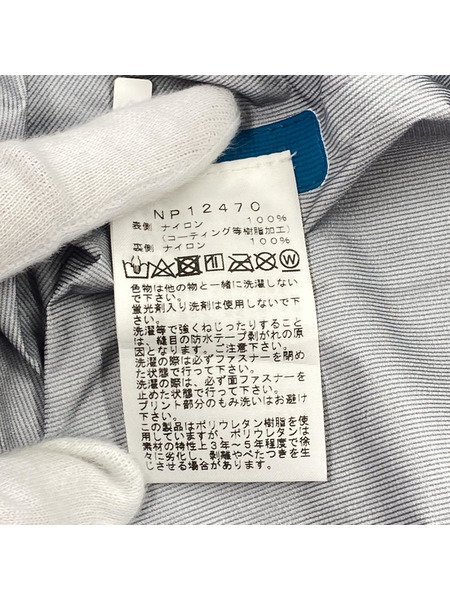 NP12470
表側 ナイロン 100%
(コーティング等樹脂加工)
裏側 ナイロン 100%
W
色物は他の物と一緒に洗濯しない
で下さい。
蛍光剤入り洗剤は使用しないで下
さい。
洗濯等で強くねじったりすること
は、縫目の防水テープ剥がれの原
因となります。ご注意下さい。
洗濯の際は必ずファスナーを閉め
た状態で行って下さい。
洗濯の際は、必ず面ファスナーを
止めた状態で行って下さい。
プリント部分のもみ洗いはお避け
下さい。
この製品はポリウレタン樹脂を使
用していますが、ポリウレタンは
素材の特性上3年～5年程度で徐
々に劣化し、剥離やべたつきを生
じさせる場合があります。